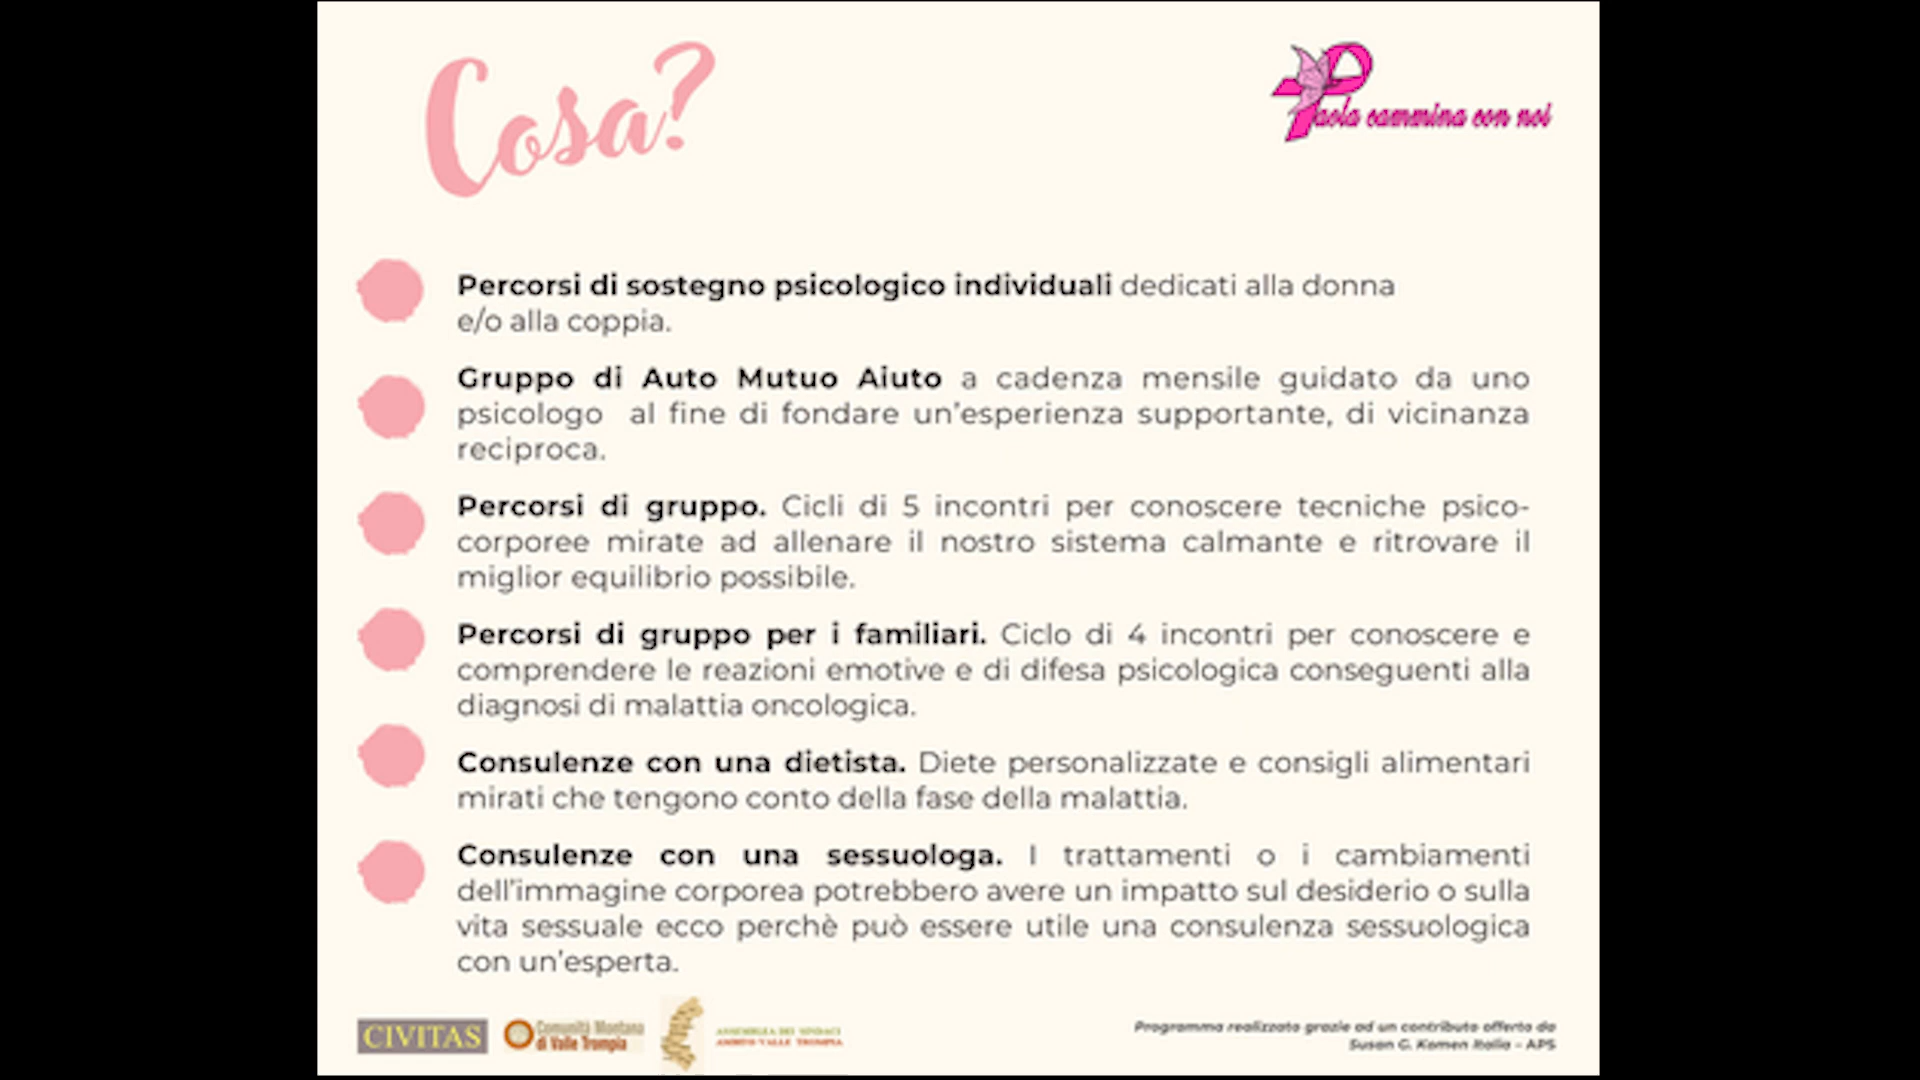 Cosa?
Paola cammina con noi
Percorsi di sostegno psicologico individuali dedicati alla donna
e/o alla coppia.
Gruppo di Auto Mutuo Aiuto a cadenza mensile guidato da uno
psicologo al fine di fondare un'esperienza supportante, di vicinanza
reciproca.
Percorsi di gruppo. Cicli di 5 incontri per conoscere tecniche psico-
corporee mirate ad allenare il nostro sistema calmante e ritrovare il
miglior equilibrio possibile.
Percorsi di gruppo per i familiari. Ciclo di 4 incontri per conoscere e
comprendere le reazioni emotive e di difesa psicologica conseguenti alla
diagnosi di malattia oncologica.
Consulenze con una dietista. Diete personalizzate e consigli alimentari
mirati che tengono conto della fase della malattia.
Consulenze con una sessuologa. I trattamenti o i cambiamenti
dell'immagine corporea potrebbero avere un impatto sul desiderio o sulla
vita sessuale ecco perchè può essere utile una consulenza sessuologica
con un'esperta.
CIVITAS
Comunità Montana
di Valle Trompia
ASSEMBLEA DEI SINDACI
AMBITO VALLE TROMPIA
Programma realizzato grazie ad un contributo offerto da
Susan G. Komen Italia - APS